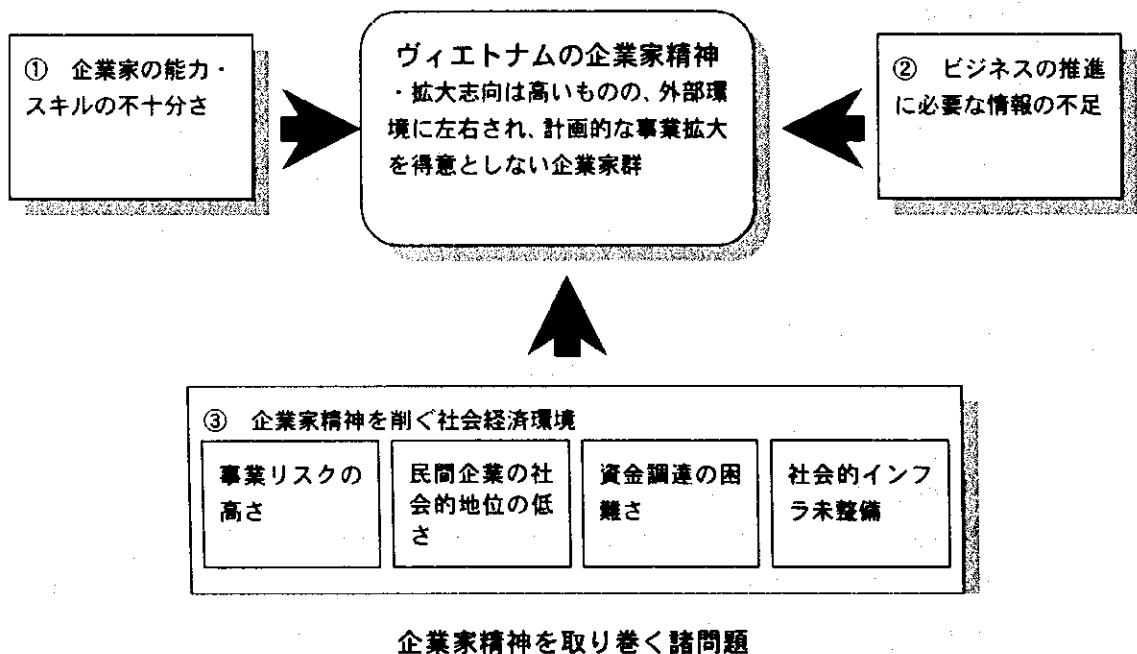 ① 企業家の能力・
スキルの不十分さ
ヴィエトナムの企業家精神
・拡大志向は高いものの、外部環
境に左右され、計画的な事業拡大
を得意としない企業家群
② ビジネスの推進
に必要な情報の不足
③ 企業家精神を削ぐ社会経済環境
事業リスクの
高さ
民間企業の社
会的地位の低
さ
資金調達の困
難さ
社会的インフ
ラ未整備
企業家精神を取り巻く諸問題